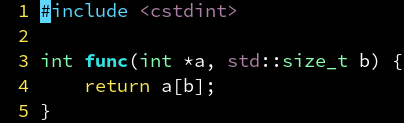 1 #include <cstdint>
2
3 int func(int *a, std::size_t b) {
4     return a[b];
5 }